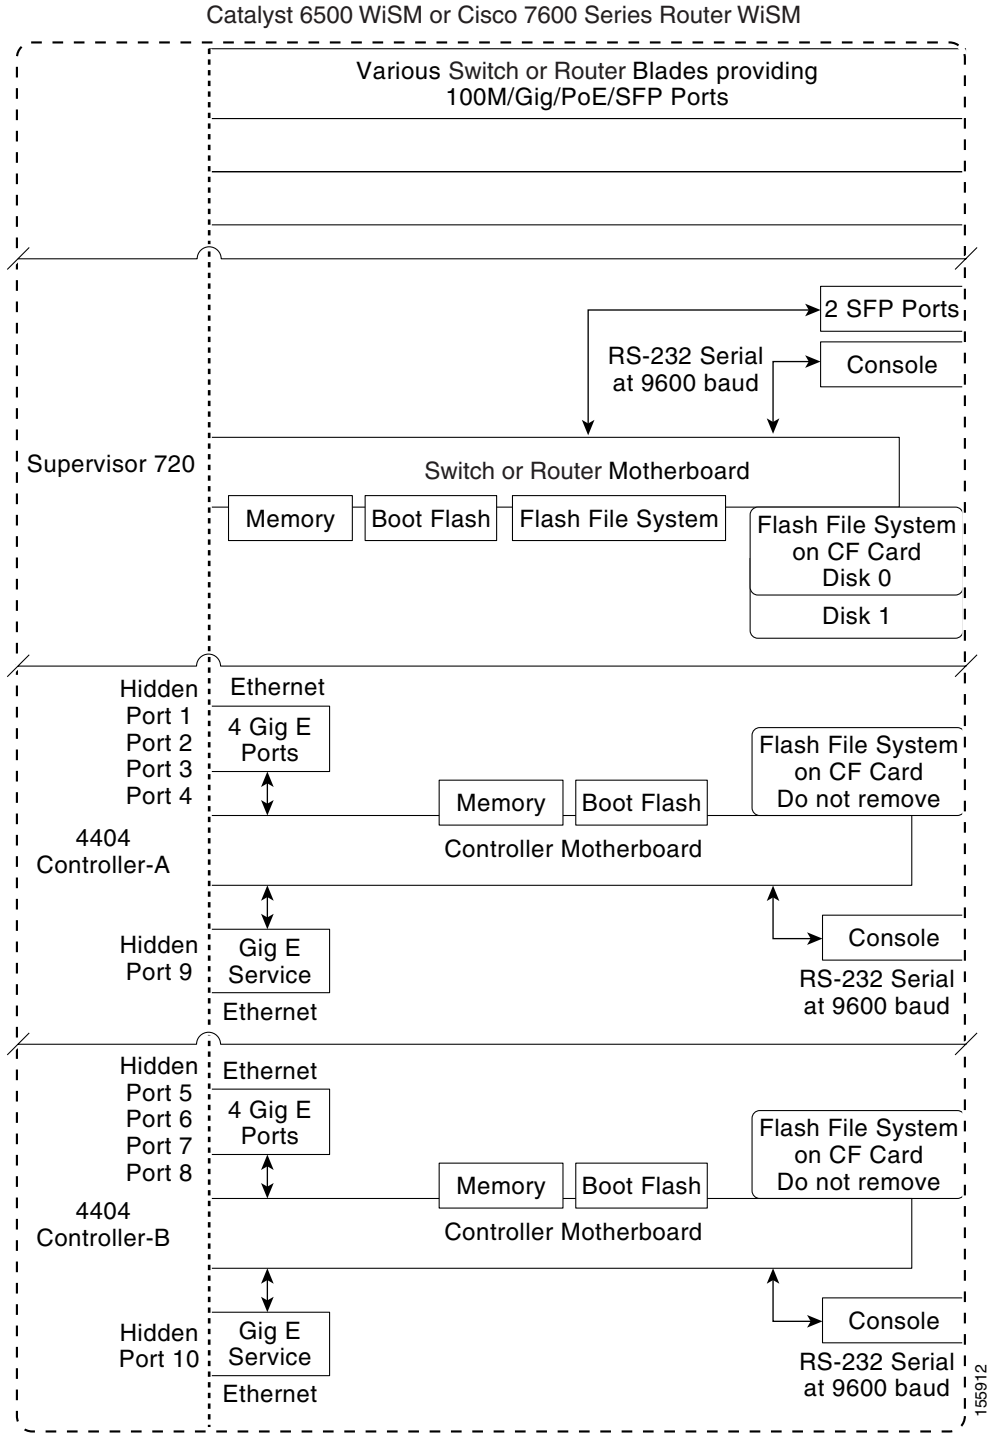 Catalyst 6500 WiSM or Cisco 7600 Series Router WiSM
Various Switch or Router Blades providing
100M/Gig/PoE/SFP Ports
2 SFP Ports
RS-232 Serial
at 9600 baud
Console
Supervisor 720
Switch or Router Motherboard
Memory
Boot Flash
Flash File System
Flash File System
on CF Card
Disk 0
Disk 1
Hidden
Port 1
Port 2
Port 3
Port 4
Ethernet
4 Gig E
Ports
Flash File System
on CF Card
Do not remove
Memory
Boot Flash
4404
Controller-A
Controller Motherboard
Hidden
Port 9
Gig E
Service
Ethernet
Console
RS-232 Serial
at 9600 baud
Hidden
Port 5
Port 6
Port 7
Port 8
Ethernet
4 Gig E
Ports
Flash File System
on CF Card
Do not remove
Memory
Boot Flash
4404
Controller-B
Controller Motherboard
Hidden
Port 10
Gig E
Service
Ethernet
Console
RS-232 Serial
at 9600 baud
155912